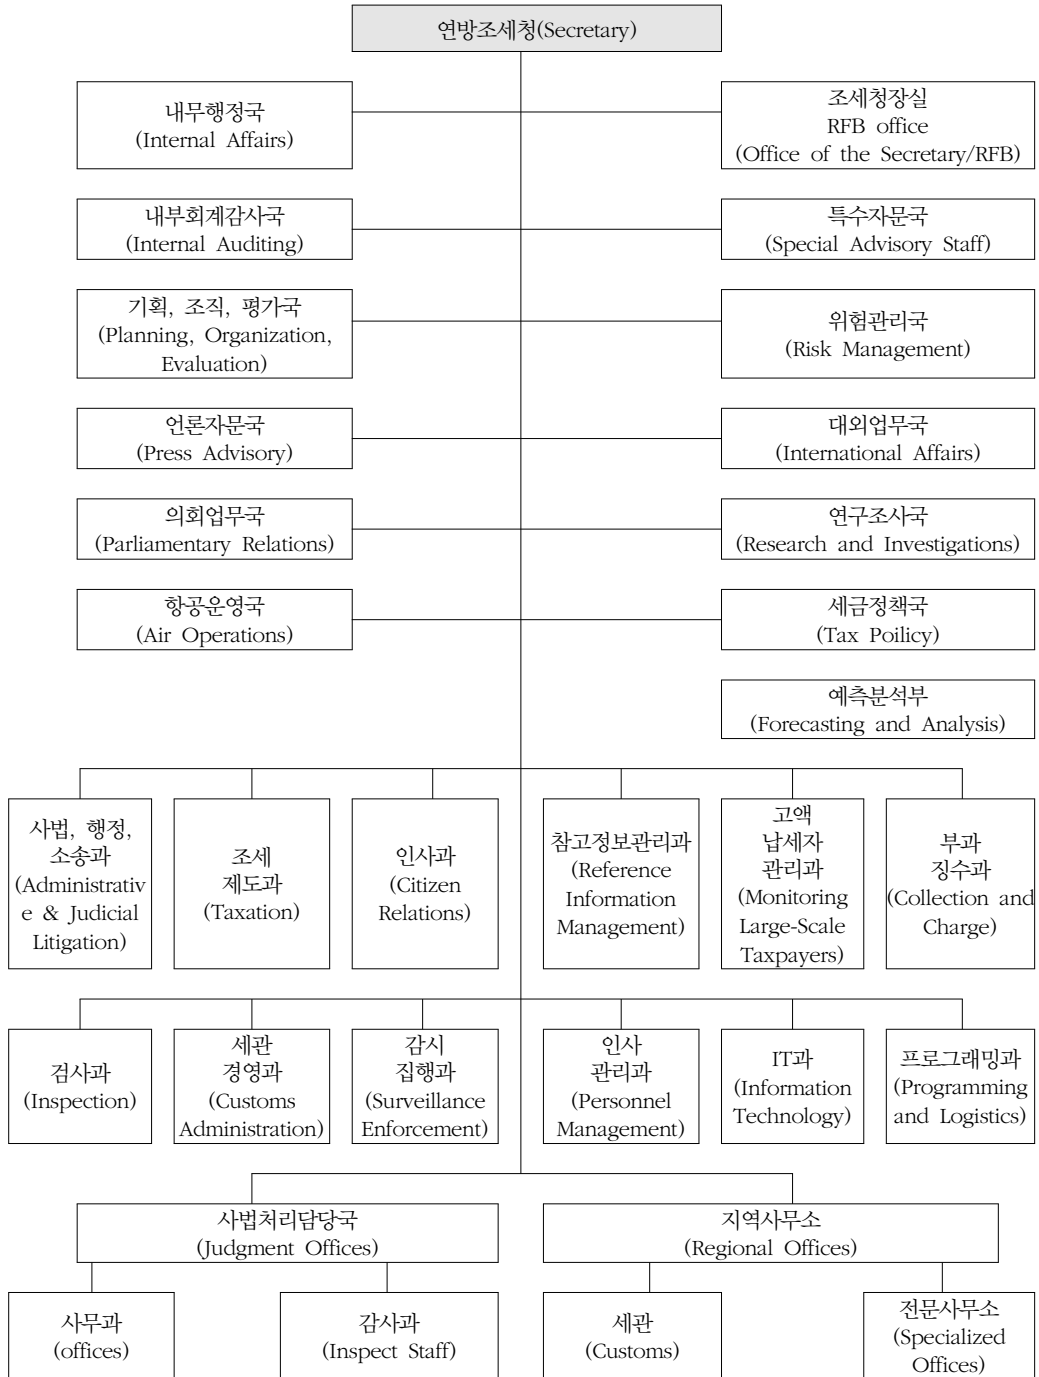 연방조세청(Secretary)
내무행정국
(Internal Affairs)
조세청장실
RFB office
(Office of the Secretary/RFB)
내부회계감사국
(Internal Auditing)
특수자문국
(Special Advisory Staff)
기획, 조직, 평가국
(Planning, Organization,
Evaluation)
위험관리국
(Risk Management)
언론자문국
(Press Advisory)
대외업무국
(International Affairs)
의회업무국
(Parliamentary Relations)
연구조사국
(Research and Investigations)
항공운영국
(Air Operations)
세금정책국
(Tax Poilicy)
예측분석부
(Forecasting and Analysis)
사법, 행정,
소송과
(Administrativ
e & Judicial
Litigation)
조세
제도과
(Taxation)
인사과
(Citizen
Relations)
참고정보관리과
(Reference
Information
Management)
고액
납세자
관리과
(Monitoring
Large-Scale
Taxpayers)
부과
징수과
(Collection and
Charge)
검사과
(Inspection)
세관
경영과
(Customs
Administration)
감시
집행과
(Surveillance
Enforcement)
인사
관리과
(Personnel
Management)
IT과
(Information
Technology)
프로그래밍과
(Programming
and Logistics)
사법처리담당국
(Judgment Offices)
지역사무소
(Regional Offices)
사무과
(offices)
감사과
(Inspect Staff)
세관
(Customs)
전문사무소
(Specialized
Offices)